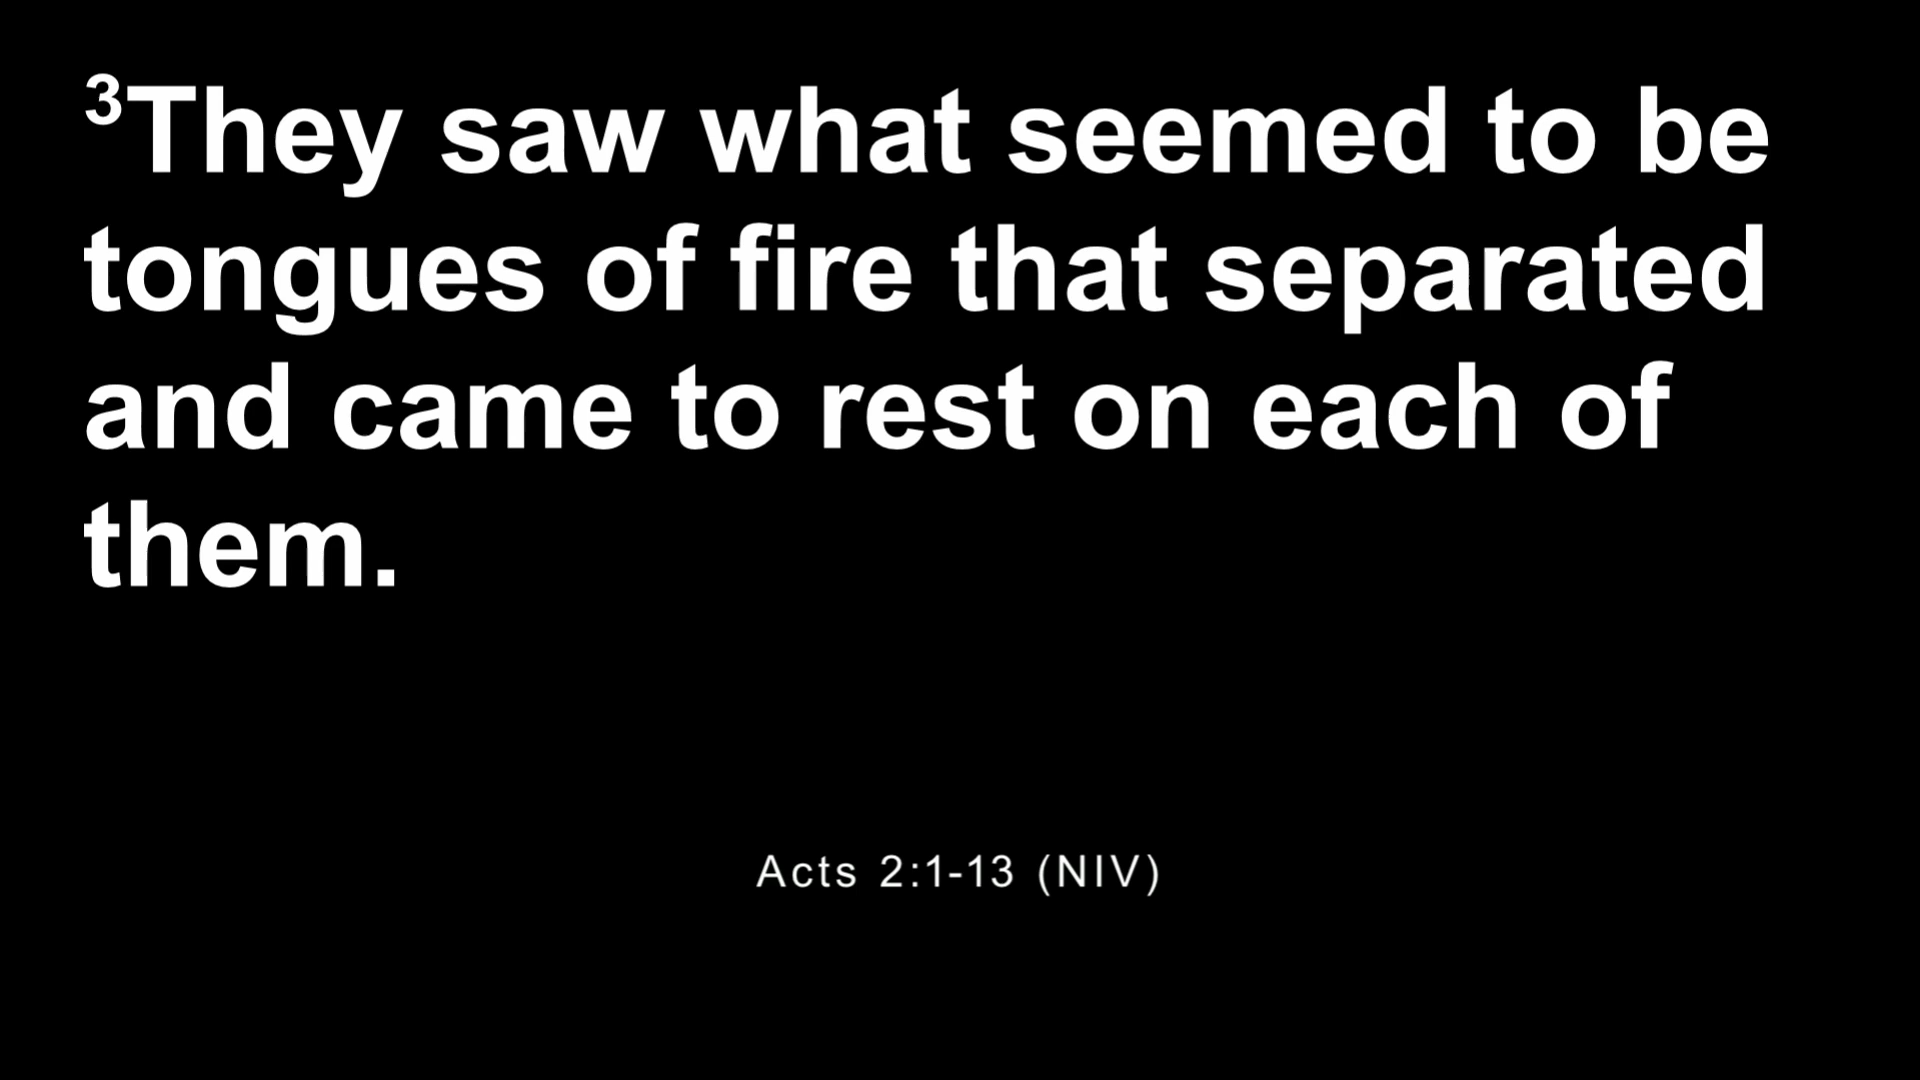 ³They saw what seemed to be
tongues of fire that separated
and came to rest on each of
them.
Acts 2:1-13 (NIV)